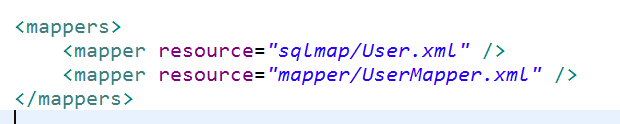 <mappers>
    <mapper resource="sqlmap/User.xml" />
    <mapper resource="mapper/UserMapper.xml" />
</mappers>